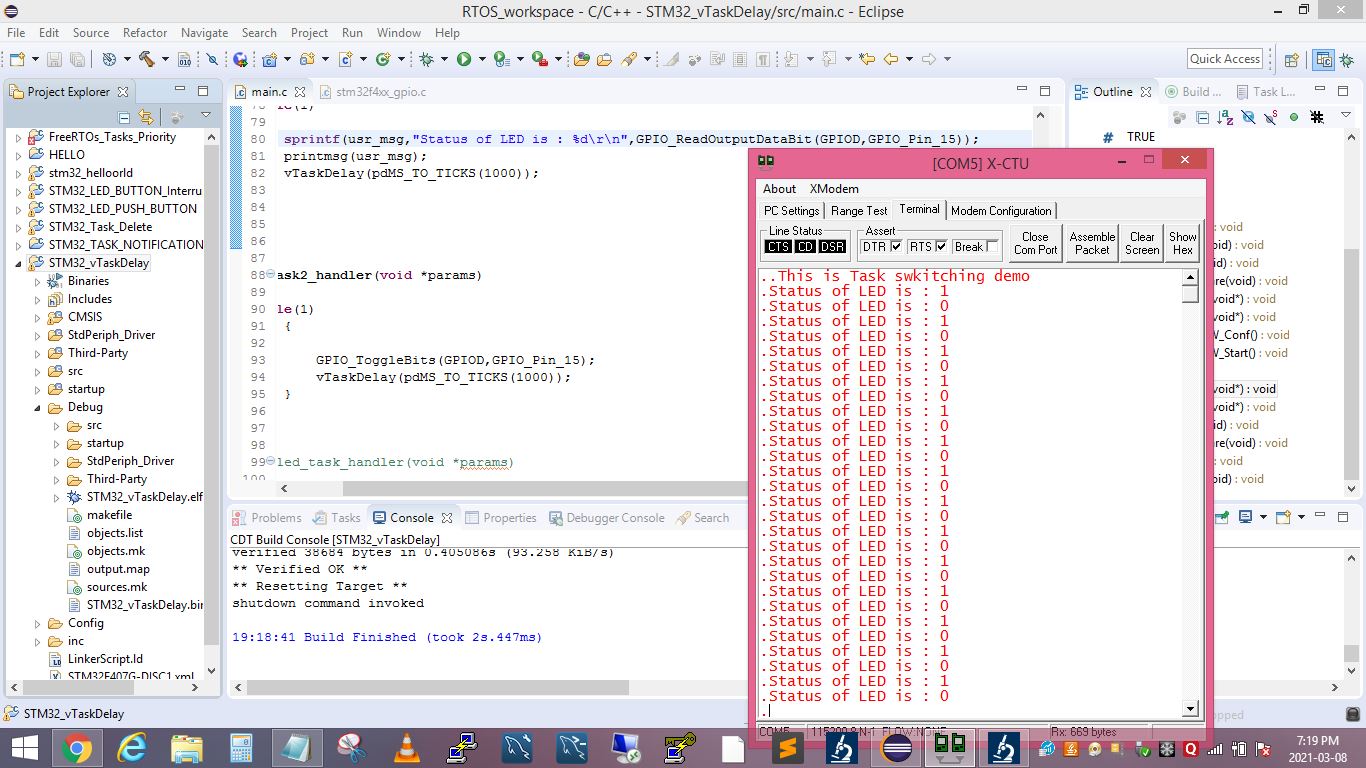 RTOS_workspace - C/C++ - STM32_vTaskDelay/src/main.c - Eclipse
File Edit Source Refactor Navigate Search Project Run Window Help
Quick Access
Project Explorer
main.c
stm32f4xx_gpio.c
Outline
Build ...
Task L...
FreeRTOs_Tasks_Priority
HELLO
stm32_helloorld
STM32_LED_BUTTON_Interru
STM32_LED_PUSH_BUTTON
STM32_Task_Delete
STM32_TASK_NOTIFICATION
STM32_vTaskDelay
Binaries
Includes
CMSIS
StdPeriph_Driver
Third-Party
src
startup
Debug
src
startup
StdPeriph_Driver
Third-Party
STM32_vTaskDelay.elf
makefile
objects.list
objects.mk
output.map
sources.mk
STM32_vTaskDelay.bin
Config
inc
LinkerScript.ld
STM32F407G-DISC1.xml
78 le(1)
79
80 sprintf(usr_msg,"Status of LED is : %d\r\n",GPIO_ReadOutputDataBit(GPIOD,GPIO_Pin_15));
81 printmsg(usr_msg);
82 vTaskDelay(pdMS_TO_TICKS(1000));
83
84
85
86
87
88 ask2_handler(void *params)
89
90 le(1)
91 {
92
93 GPIO_ToggleBits(GPIOD,GPIO_Pin_15);
94 vTaskDelay(pdMS_TO_TICKS(1000));
95 }
96
97
98
99 led_task_handler(void *params)
100
# TRUE
void) : void
void) : void
) : void
re(void) : void
void*) : void
void*) : void
W_Conf() : void
W_Start() : void
void*) : void
void*) : void
id) : void
re(void) : void
) : void
oid) : void
Problems
Tasks
Console
Properties
Debugger Console
Search
CDT Build Console [STM32_vTaskDelay]
verified 38684 bytes in 0.405086s (93.258 KiB/s)
** Verified OK **
** Resetting Target **
shutdown command invoked
19:18:41 Build Finished (took 2s.447ms)
[COM5] X-CTU
About XModem
PC Settings Range Test Terminal Modem Configuration
Line Status
CTS CD DSR
Assert
DTR RTS Break
Close Com Port
Assemble Packet
Clear Screen
Show Hex
..This is Task swkitching demo
.Status of LED is : 1
.Status of LED is : 0
.Status of LED is : 1
.Status of LED is : 0
.Status of LED is : 1
.Status of LED is : 0
.Status of LED is : 1
.Status of LED is : 0
.Status of LED is : 1
.Status of LED is : 0
.Status of LED is : 1
.Status of LED is : 0
.Status of LED is : 1
.Status of LED is : 0
.Status of LED is : 1
.Status of LED is : 0
.Status of LED is : 1
.Status of LED is : 0
.Status of LED is : 1
.Status of LED is : 0
.Status of LED is : 1
.Status of LED is : 0
.Status of LED is : 1
.Status of LED is : 0
.Status of LED is : 1
.Status of LED is : 0
.Status of LED is : 1
.Status of LED is : 0
.
COM5 115200 8-N-1 FLOW:NONE Rx: 669 bytes
STM32_vTaskDelay
opped
7:19 PM
2021-03-08